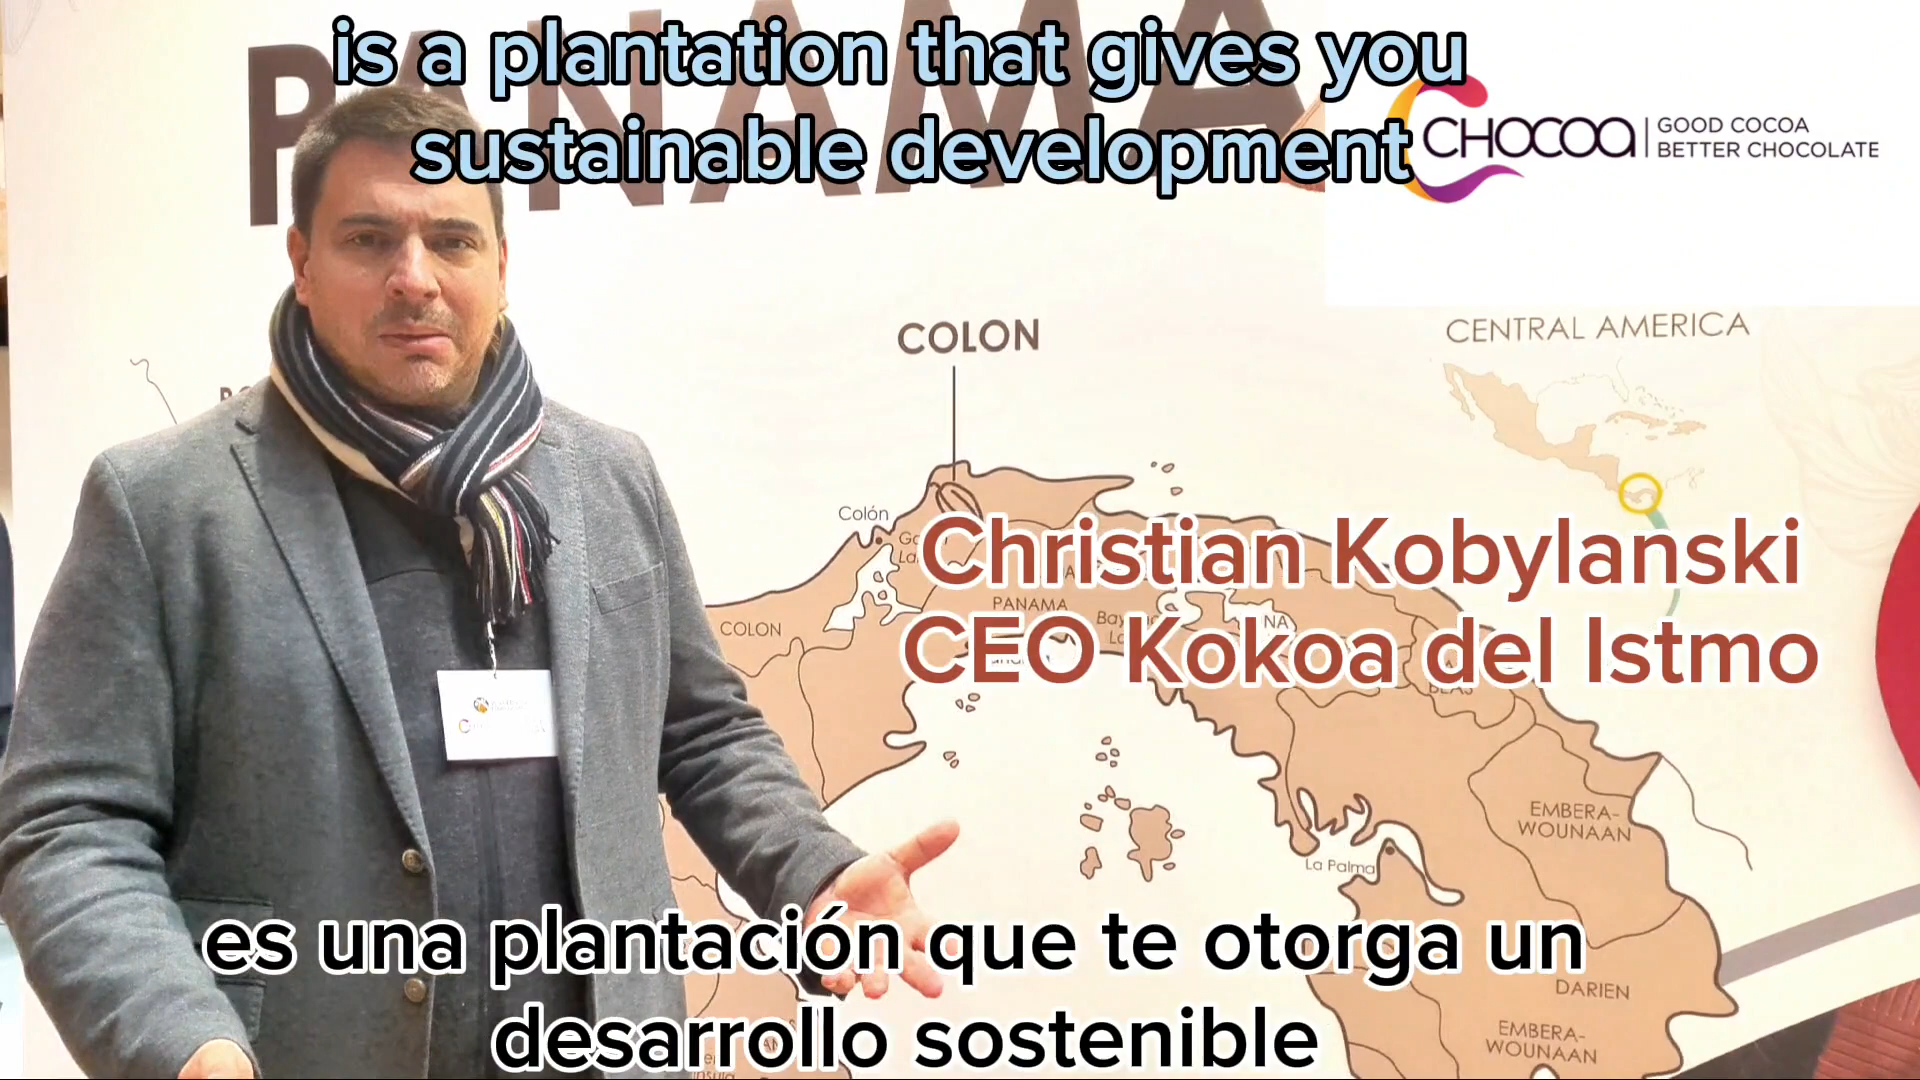 is a plantation that gives you
sustainable development
PANAMA
CHOCOA
GOOD COCOA
BETTER CHOCOLATE
COLON
CENTRAL AMERICA
Colón
Christian Kobylanski
CEO Kokoa del Istmo
PANAMA
COLON
EMBERA-
WOUNAAN
La Palma
es una plantación que te otorga un
desarrollo sostenible
DARIEN
EMBERA-
WOUNAAN